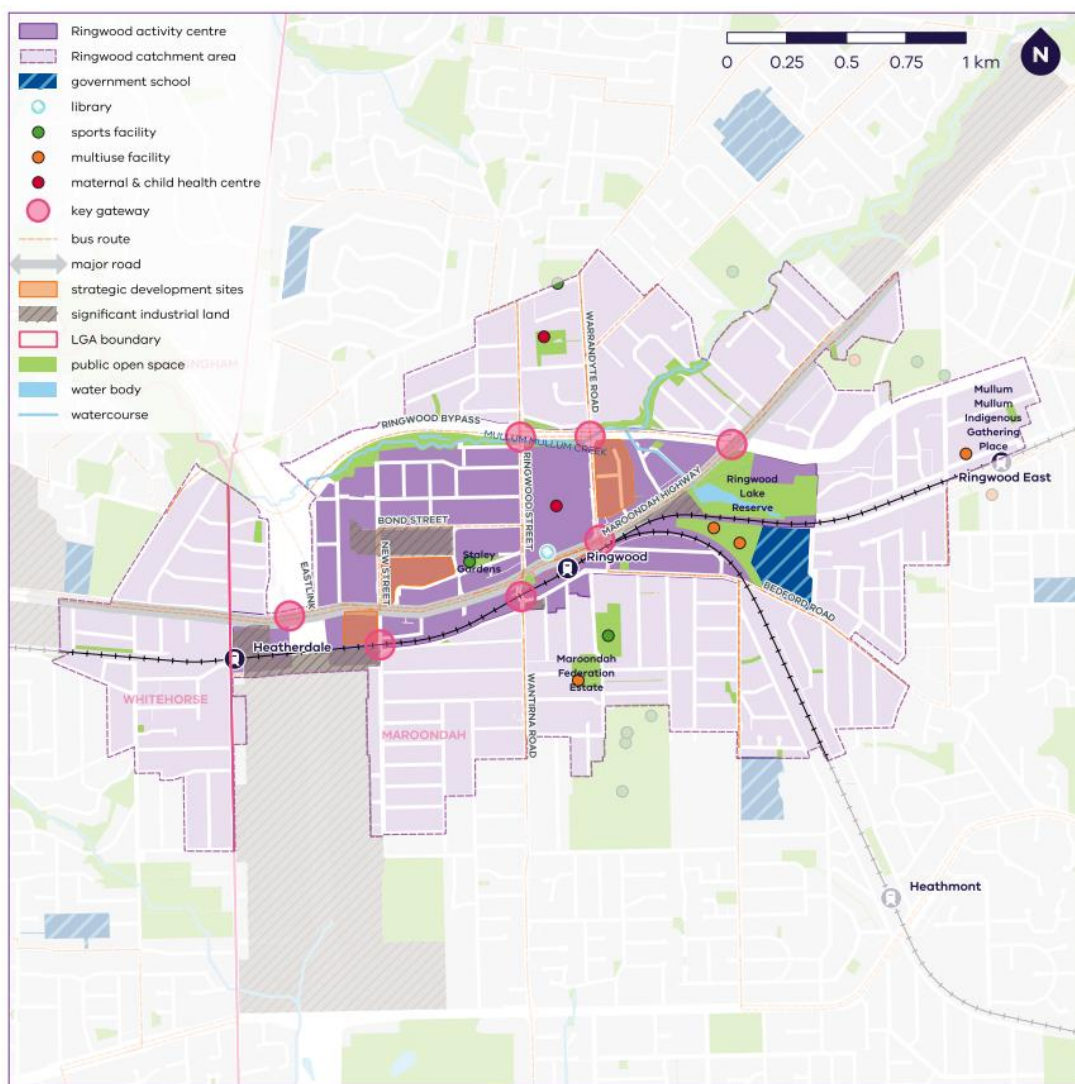 Ringwood activity centre
Ringwood catchment area
government school
library
sports facility
multiuse facility
maternal & child health centre
key gateway
bus route
major road
strategic development sites
significant industrial land
LGA boundary
public open space
water body
watercourse
0 0.25 0.5 0.75 1 km
N
INGHAM
WARRANDYTE ROAD
RINGWOOD BYPASS
MULLUM MULLUM CREEK
RINGWOOD STREET
MAROONDAH HIGHWAY
Mullum
Mullum
Indigenous
Gathering
Place
Ringwood East
Ringwood
Lake
Reserve
BOND STREET
NEW STREET
Staley
Gardens
Ringwood
EASTLINK
BEDFORD ROAD
Heatherdale
Maroondah
Federation
Estate
WHITEHORSE
MAROONDAH
WANTIRNA ROAD
Heathmont